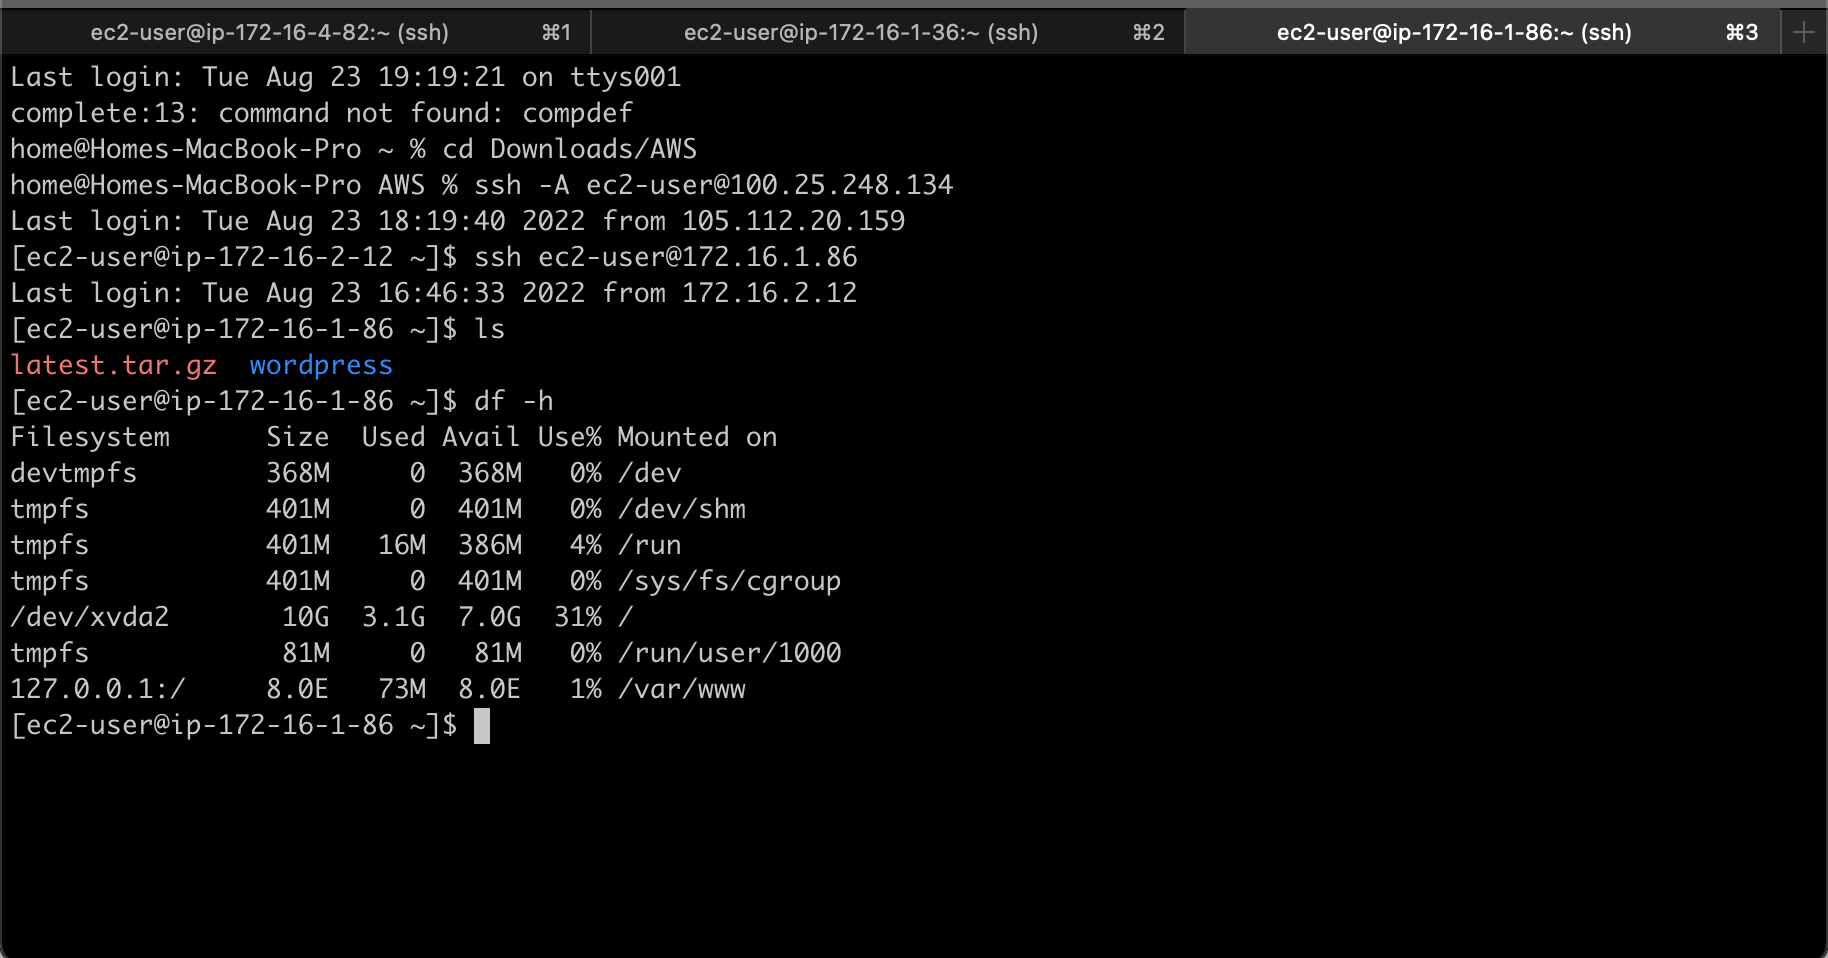 ec2-user@ip-172-16-4-82:~ (ssh) ⌘1 ec2-user@ip-172-16-1-36:~ (ssh) ⌘2 ec2-user@ip-172-16-1-86:~ (ssh) ⌘3 +
Last login: Tue Aug 23 19:19:21 on ttys001
complete:13: command not found: compdef
home@Homes-MacBook-Pro ~ % cd Downloads/AWS
home@Homes-MacBook-Pro AWS % ssh -A ec2-user@100.25.248.134
Last login: Tue Aug 23 18:19:40 2022 from 105.112.20.159
[ec2-user@ip-172-16-2-12 ~]$ ssh ec2-user@172.16.1.86
Last login: Tue Aug 23 16:46:33 2022 from 172.16.2.12
[ec2-user@ip-172-16-1-86 ~]$ ls
latest.tar.gz  wordpress
[ec2-user@ip-172-16-1-86 ~]$ df -h
Filesystem      Size  Used Avail Use% Mounted on
devtmpfs        368M     0  368M   0% /dev
tmpfs           401M     0  401M   0% /dev/shm
tmpfs           401M   16M  386M   4% /run
tmpfs           401M     0  401M   0% /sys/fs/cgroup
/dev/xvda2       10G  3.1G  7.0G  31% /
tmpfs            81M     0   81M   0% /run/user/1000
127.0.0.1:/     8.0E   73M  8.0E   1% /var/www
[ec2-user@ip-172-16-1-86 ~]$